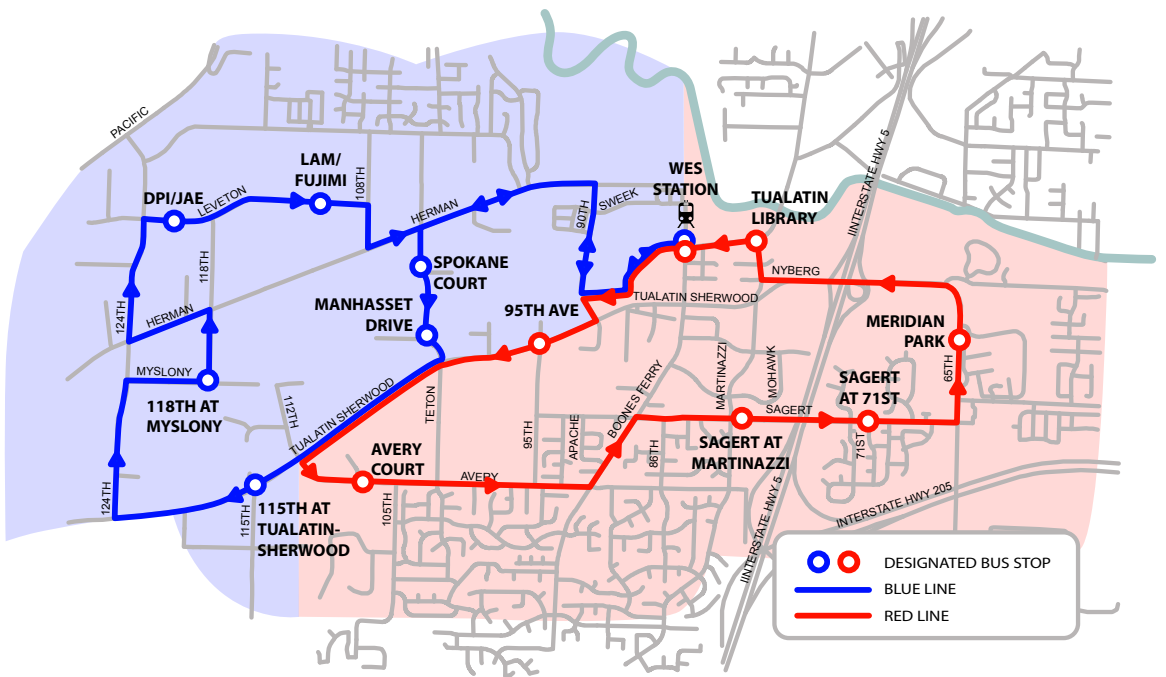 PACIFIC
LAM/
FUJIMI
108TH
DPI/JAE
LEVETON
HERMAN
90TH
SWEEK
WES
STATION
TUALATIN
LIBRARY
IINTERSTATE HWY 5
118TH
SPOKANE
COURT
NYBERG
124TH
HERMAN
MANHASSET
DRIVE
95TH AVE
TUALATIN SHERWOOD
MERIDIAN
PARK
MYSLONY
118TH AT
MYSLONY
112TH
TUALATIN SHERWOOD
TETON
BOONES FERRY
MARTINAZZI
MOHAWK
SAGERT
AT 71ST
65TH
SAGERT
95TH
APACHE
86TH
SAGERT AT
MARTINAZZI
71ST
AVERY
COURT
AVERY
124TH
115TH
115TH AT
TUALATIN-
SHERWOOD
105TH
IINTERSTATE HWY 5
INTERSTATE HWY 205
DESIGNATED BUS STOP
BLUE LINE
RED LINE